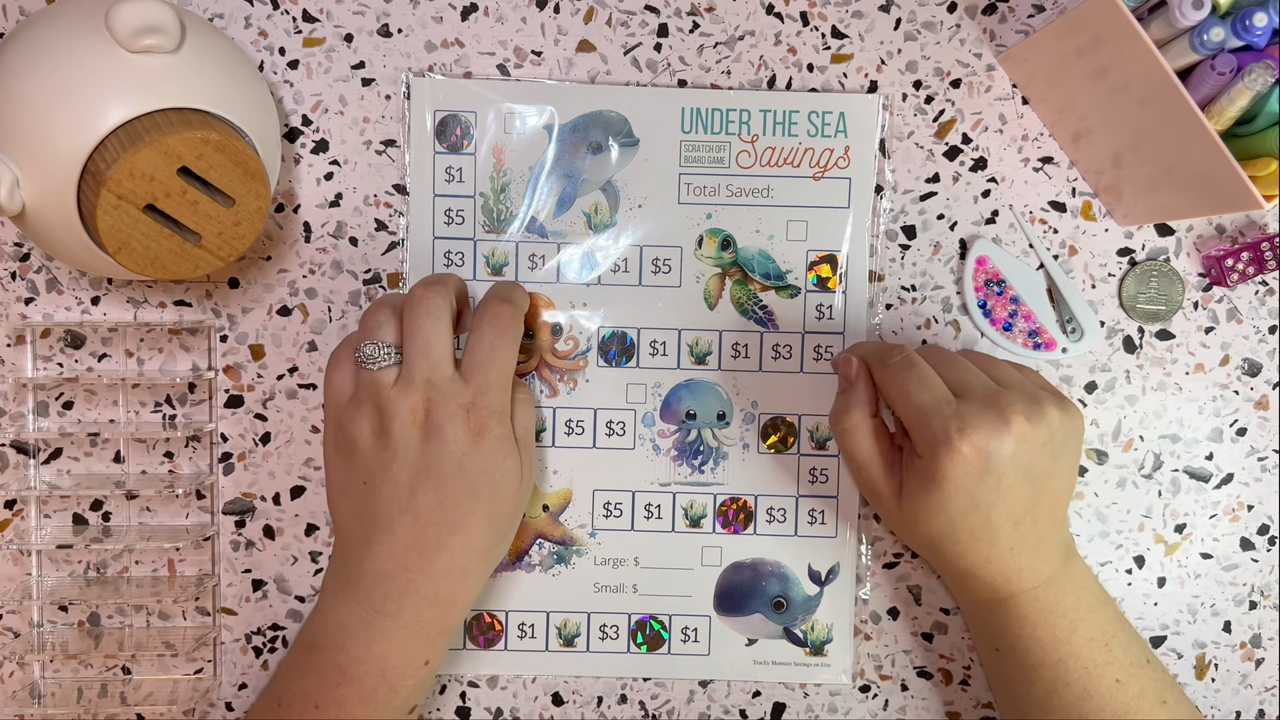 UNDER THE SEA
SCRATCH OFF
BOARD GAME
Savings
Total Saved:
$1
$5
$3 $1 $1 $5
$1
$1 $1 $3 $5
$5 $3
$5
$5 $1 $3 $1
Large: $______
Small: $______
$1 $3 $1
TracEy Monster Savings on Etsy